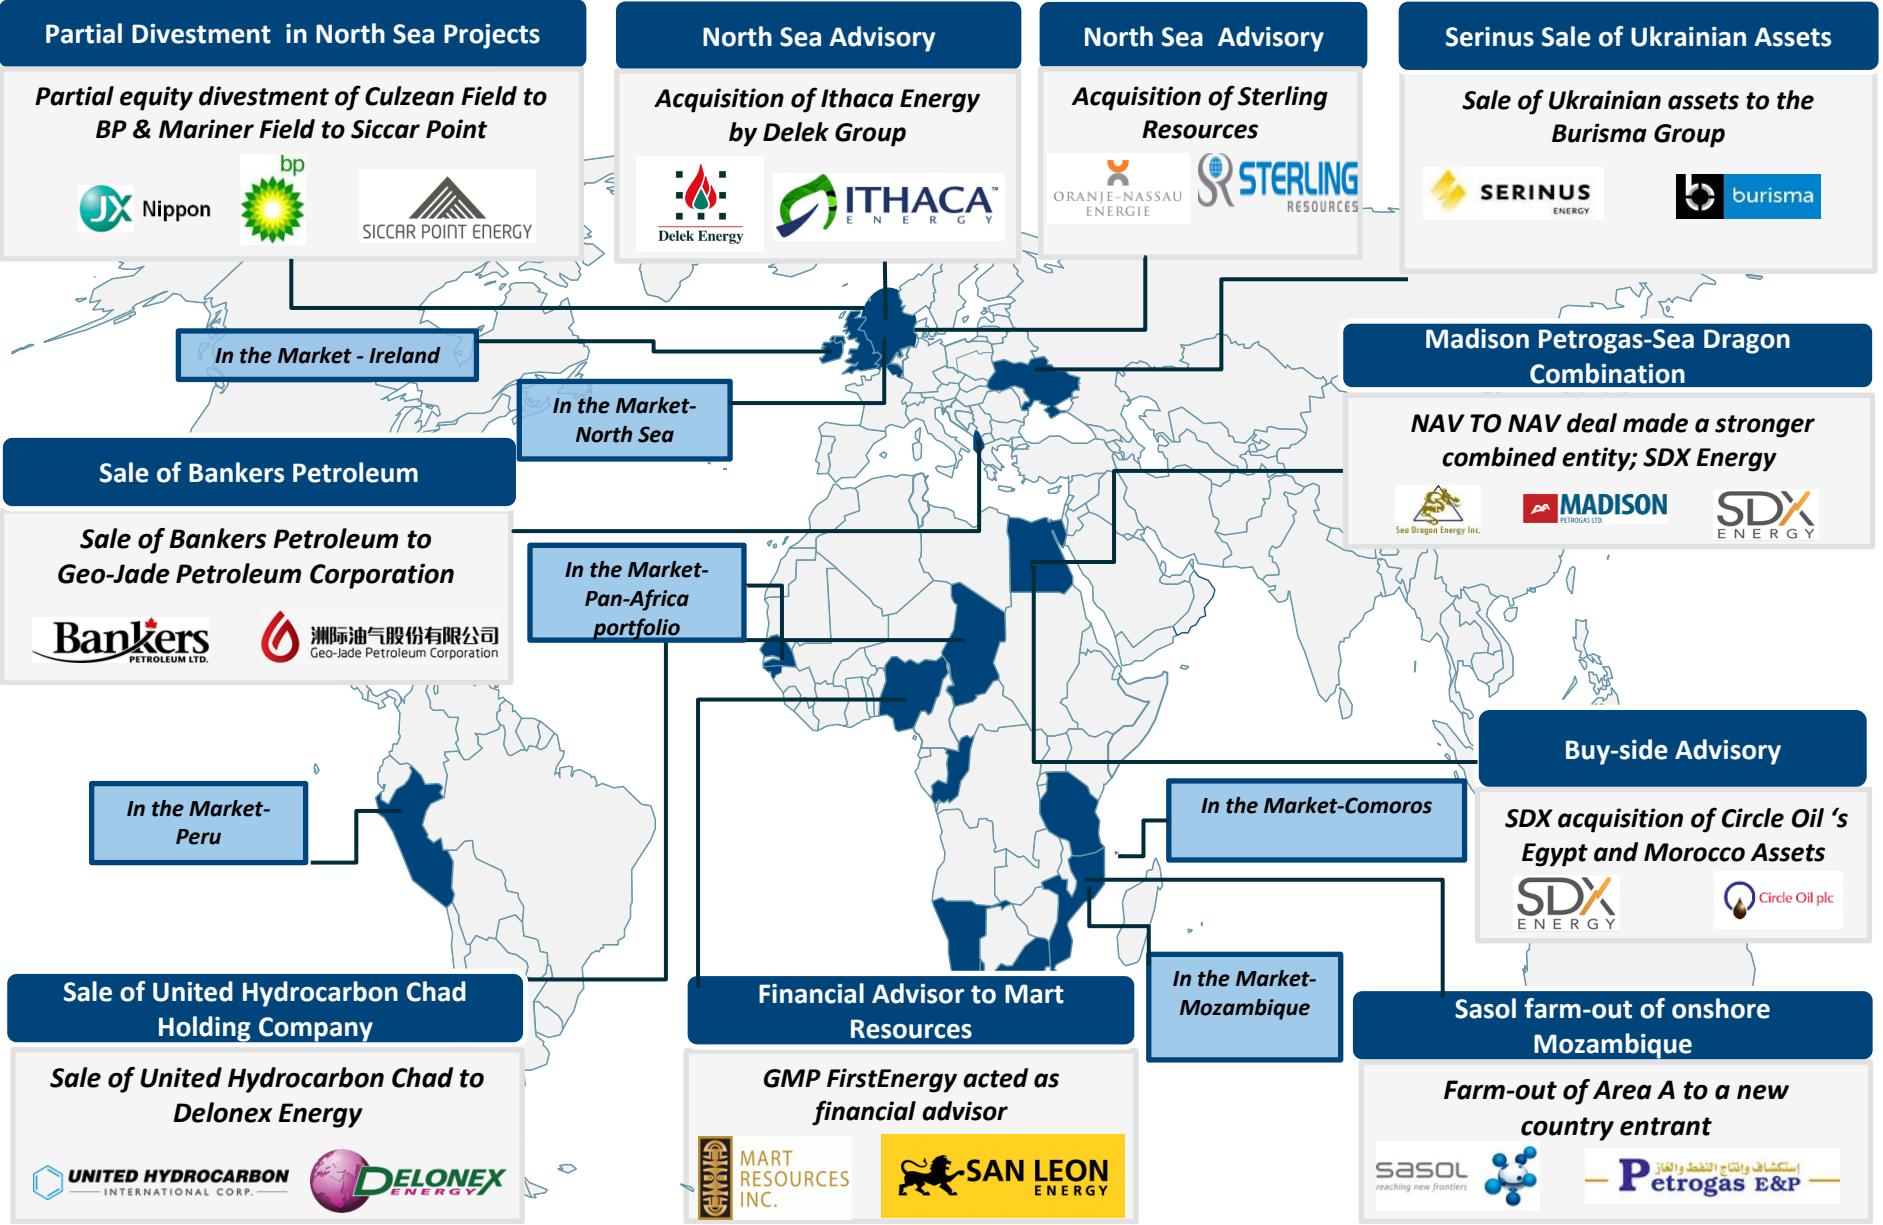 Partial Divestment in North Sea Projects
Partial equity divestment of Culzean Field to
BP & Mariner Field to Siccar Point
JX Nippon
bp
SICCAR POINT ENERGY
North Sea Advisory
Acquisition of Ithaca Energy
by Delek Group
Delek Energy
ITHACA™
ENERGY
North Sea Advisory
Acquisition of Sterling
Resources
ORANJE-NASSAU
ENERGIE
STERLING
RESOURCES
Serinus Sale of Ukrainian Assets
Sale of Ukrainian assets to the
Burisma Group
SERINUS
ENERGY
burisma
In the Market - Ireland
In the Market-
North Sea
Madison Petrogas-Sea Dragon
Combination
NAV TO NAV deal made a stronger
combined entity; SDX Energy
Sea Dragon Energy Inc.
MADISON
PETROGAS LTD.
SDX
ENERGY
Sale of Bankers Petroleum
Sale of Bankers Petroleum to
Geo-Jade Petroleum Corporation
Bankers
PETROLEUM LTD.
洲际油气股份有限公司
Geo-Jade Petroleum Corporation
In the Market-
Pan-Africa
portfolio
Buy-side Advisory
SDX acquisition of Circle Oil ‘s
Egypt and Morocco Assets
SDX
ENERGY
Circle Oil plc
In the Market-
Peru
In the Market-Comoros
In the Market-
Mozambique
Sale of United Hydrocarbon Chad
Holding Company
Sale of United Hydrocarbon Chad to
Delonex Energy
UNITED HYDROCARBON
INTERNATIONAL CORP.
DELONEX
ENERGY
Financial Advisor to Mart
Resources
GMP FirstEnergy acted as
financial advisor
MART
RESOURCES
INC.
SAN LEON
ENERGY
Sasol farm-out of onshore
Mozambique
Farm-out of Area A to a new
country entrant
sasol
reaching new frontiers
إستكشاف وإنتاج النفط والغاز
Petrogas E&P